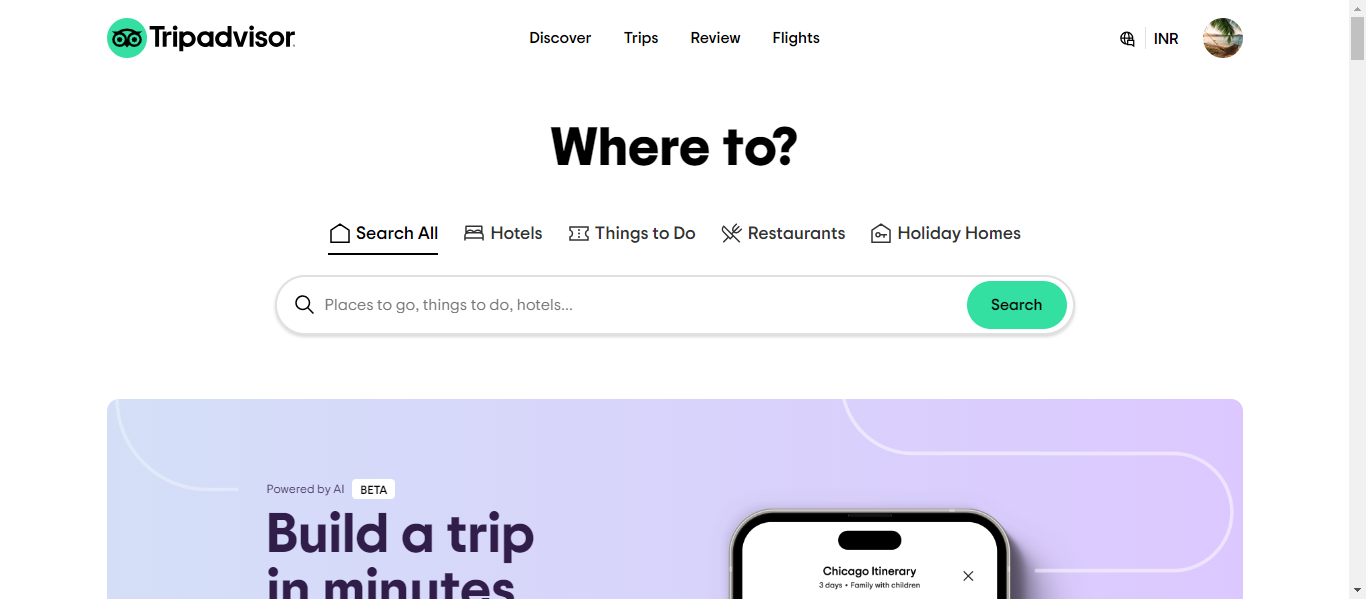 Tripadvisor
Discover Trips Review Flights
INR
Where to?
Search All Hotels Things to Do Restaurants Holiday Homes
Places to go, things to do, hotels... Search
Powered by AI BETA
Build a trip
in minutes
Chicago Itinerary
3 days • Family with children